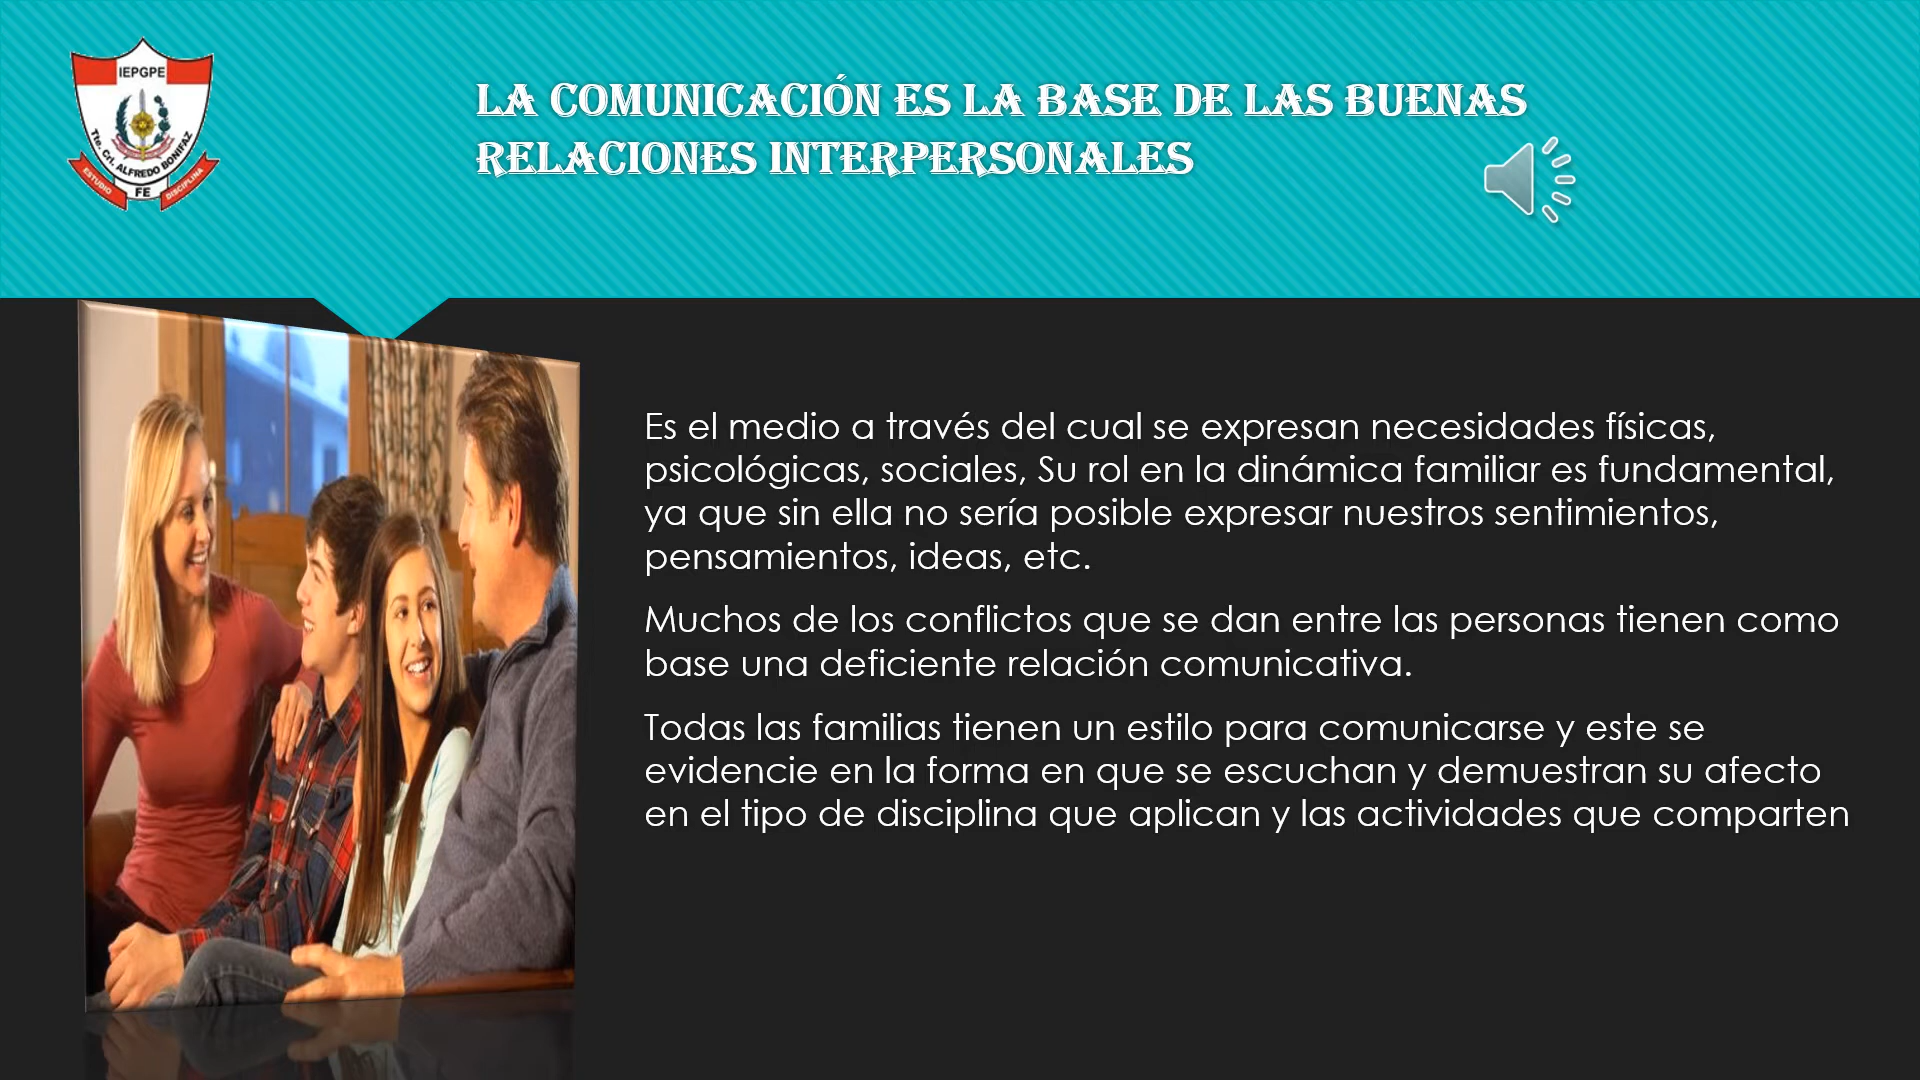 IEPGPE
Tte. Crl. ALFREDO BONIFAZ
ESTUDIO
FE
DISCIPLINA
LA COMUNICACIÓN ES LA BASE DE LAS BUENAS
RELACIONES INTERPERSONALES
Es el medio a través del cual se expresan necesidades físicas,
psicológicas, sociales, Su rol en la dinámica familiar es fundamental,
ya que sin ella no sería posible expresar nuestros sentimientos,
pensamientos, ideas, etc.
Muchos de los conflictos que se dan entre las personas tienen como
base una deficiente relación comunicativa.
Todas las familias tienen un estilo para comunicarse y este se
evidencie en la forma en que se escuchan y demuestran su afecto
en el tipo de disciplina que aplican y las actividades que comparten